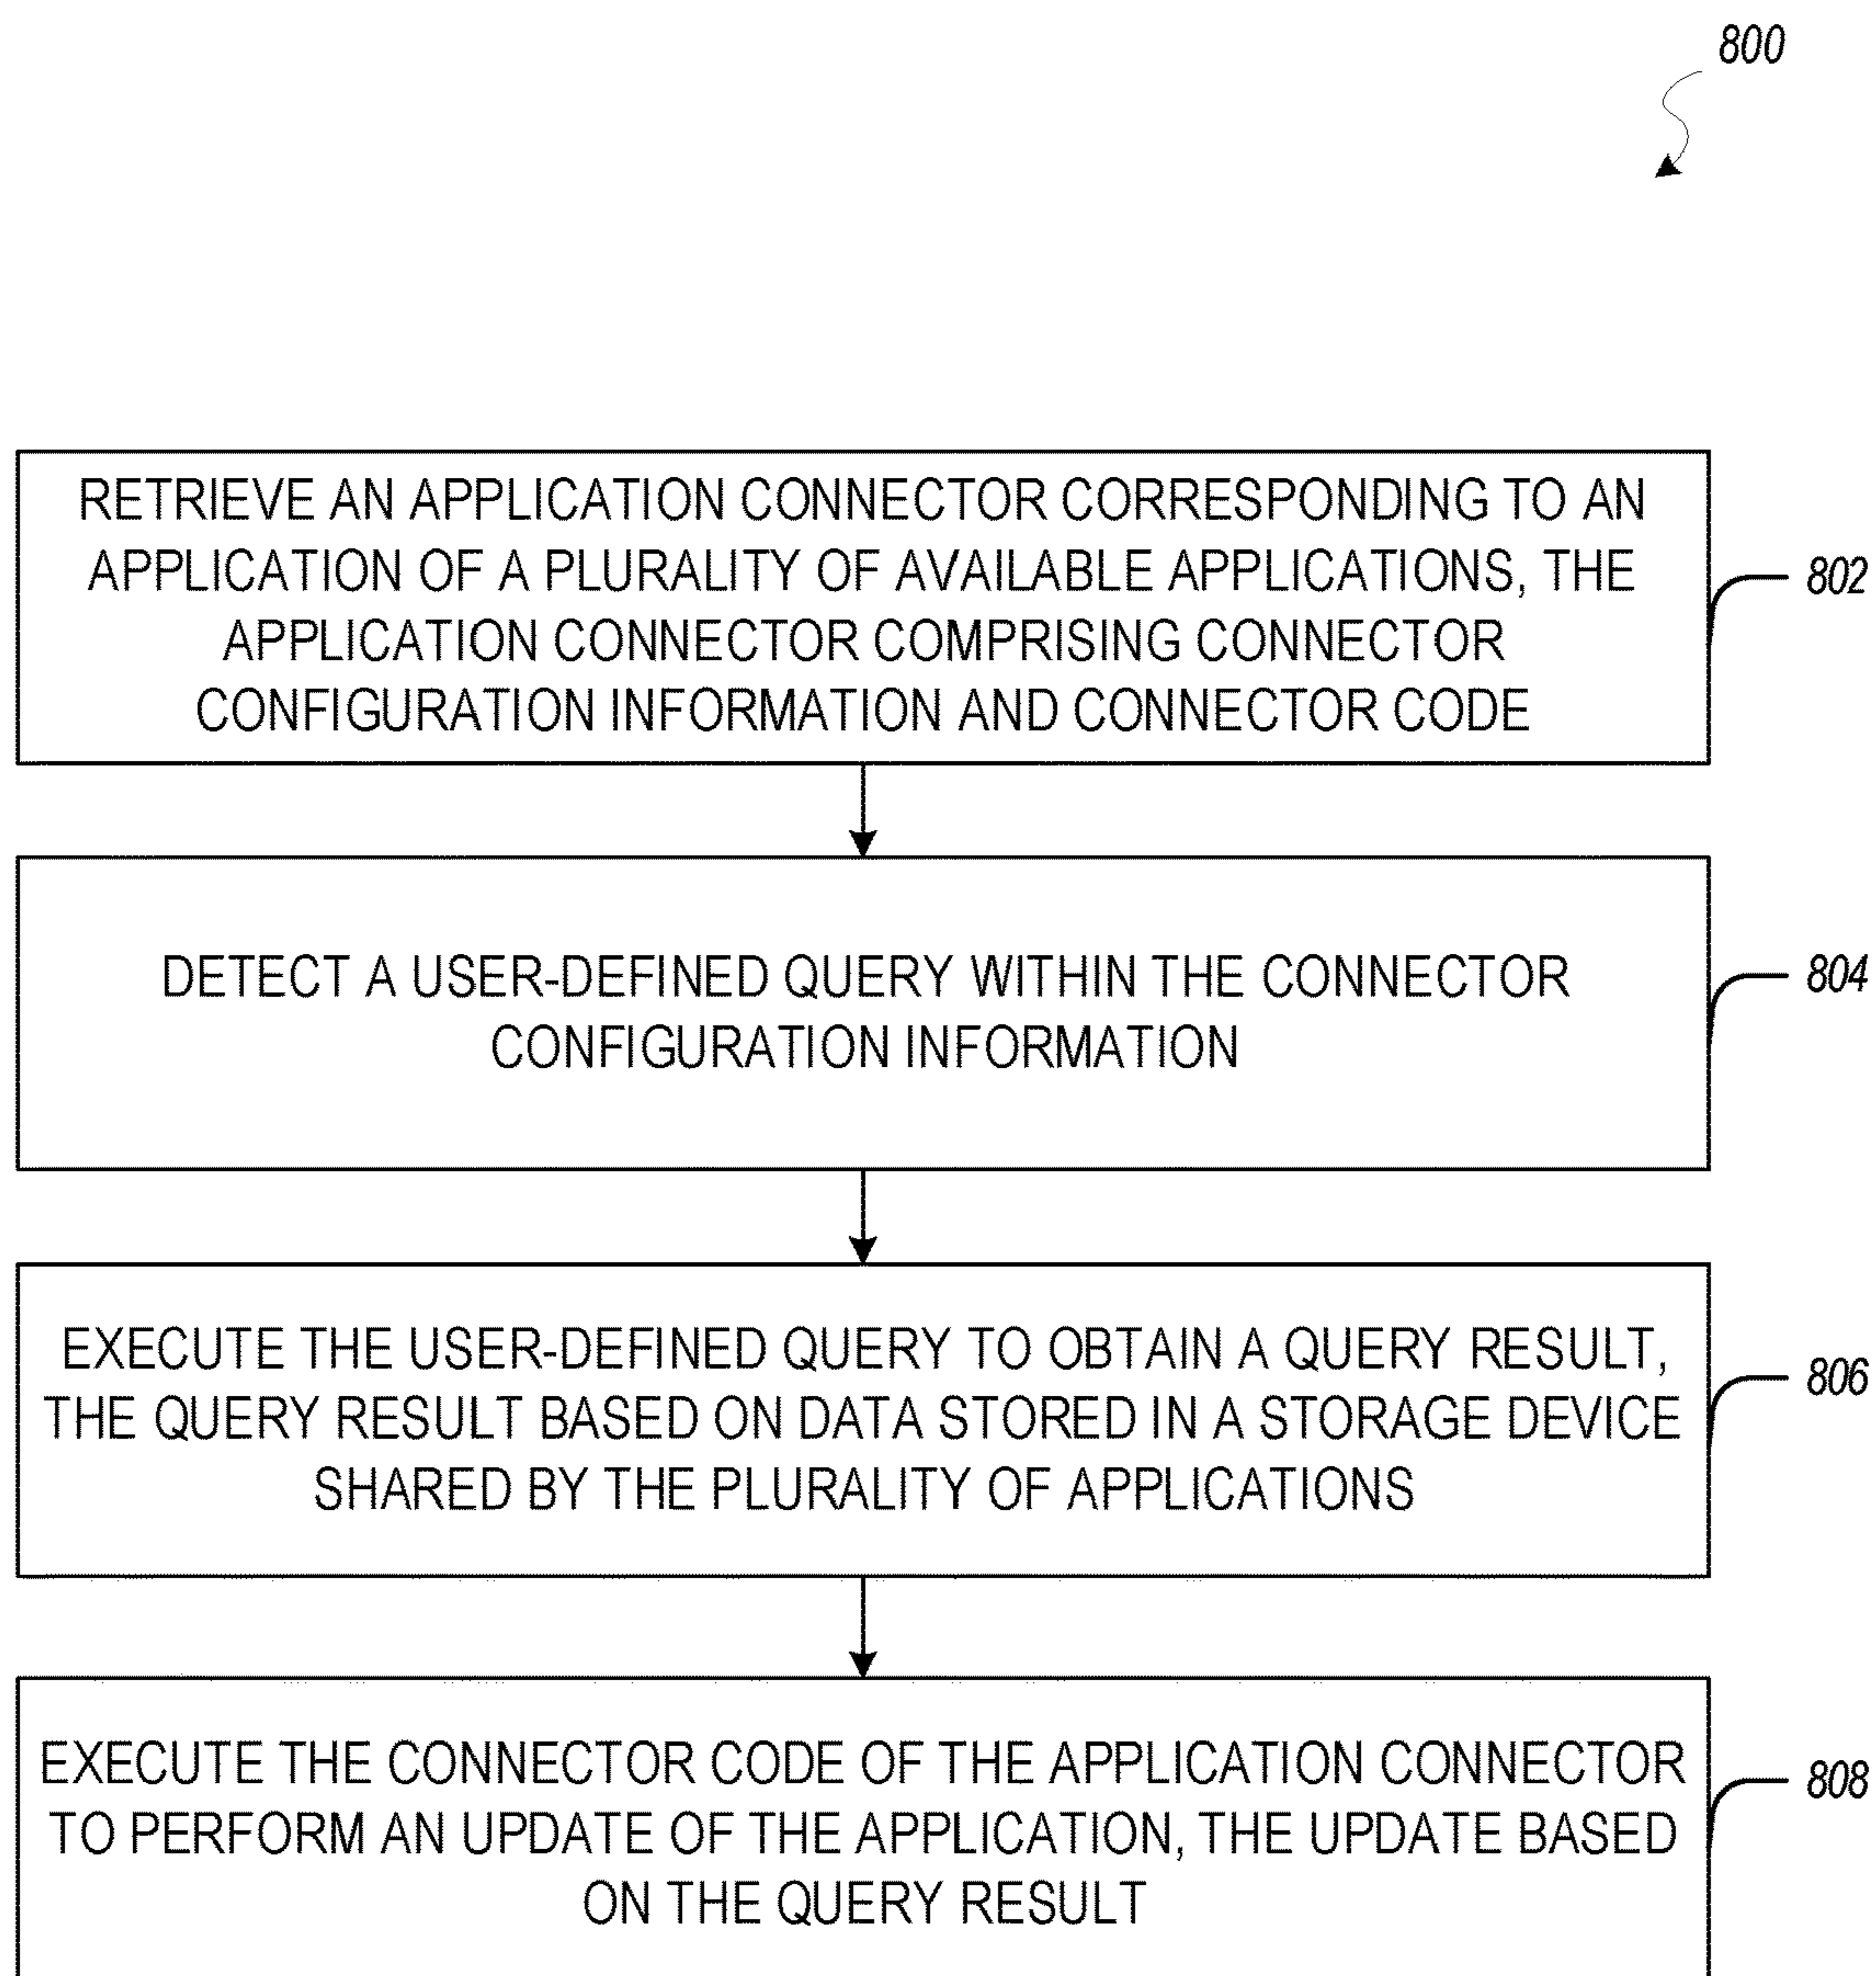 800
RETRIEVE AN APPLICATION CONNECTOR CORRESPONDING TO AN
APPLICATION OF A PLURALITY OF AVAILABLE APPLICATIONS, THE
APPLICATION CONNECTOR COMPRISING CONNECTOR
CONFIGURATION INFORMATION AND CONNECTOR CODE
802
DETECT A USER-DEFINED QUERY WITHIN THE CONNECTOR
CONFIGURATION INFORMATION
804
EXECUTE THE USER-DEFINED QUERY TO OBTAIN A QUERY RESULT,
THE QUERY RESULT BASED ON DATA STORED IN A STORAGE DEVICE
SHARED BY THE PLURALITY OF APPLICATIONS
806
EXECUTE THE CONNECTOR CODE OF THE APPLICATION CONNECTOR
TO PERFORM AN UPDATE OF THE APPLICATION, THE UPDATE BASED
ON THE QUERY RESULT
808